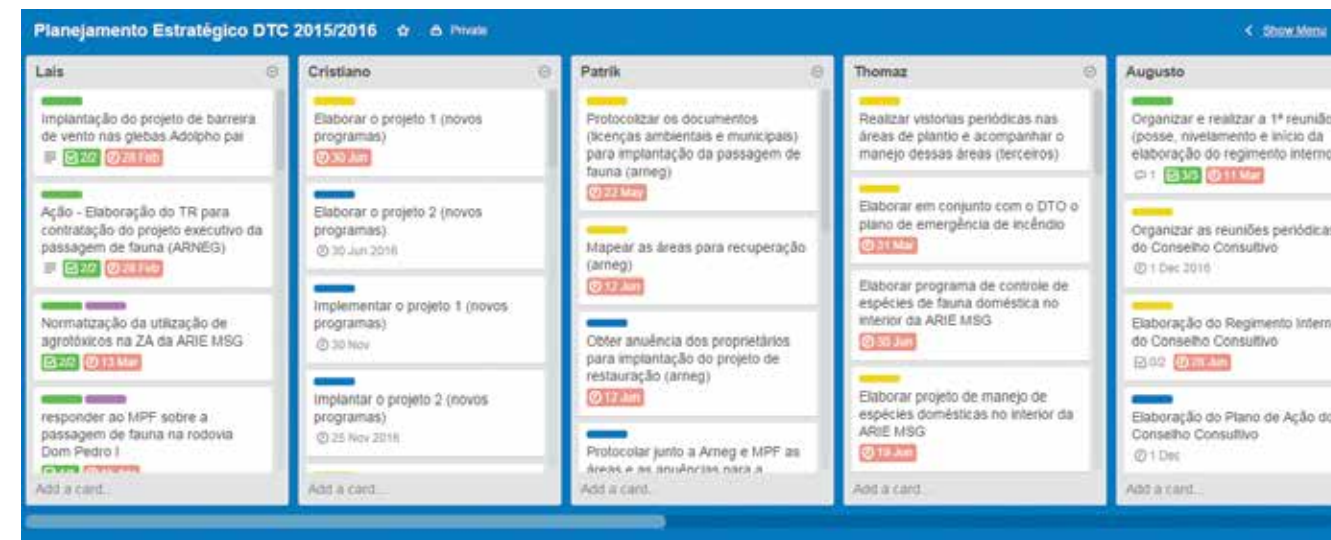 Planejamento Estratégico DTC 2015/2016 Private
Show Menu
Lais
Implantação do projeto de barreira
de vento nas glebas Adolpho pai
2/2 28 Feb
Ação - Elaboração do TR para
contratação do projeto executivo da
passagem de fauna (ARNEG)
2/2 28 Feb
Normatização da utilização de
agrotóxicos na ZA da ARIE MSG
2/2 13 Mar
responder ao MPF sobre a
passagem de fauna na rodovia
Dom Pedro I
Add a card...
Cristiano
Elaborar o projeto 1 (novos
programas)
30 Jun
Elaborar o projeto 2 (novos
programas)
30 Jun 2016
Implementar o projeto 1 (novos
programas)
30 Nov
Implantar o projeto 2 (novos
programas)
25 Nov 2016
Add a card...
Patrik
Protocolizar os documentos
(licenças ambientais e municipais)
para implantação da passagem de
fauna (arneg)
22 May
Mapear as áreas para recuperação
(arneg)
12 Jun
Obter anuência dos proprietários
para implantação do projeto de
restauração (arneg)
12 Jun
Protocolar junto a Arneg e MPF as
áreas e as anuências para a
Add a card...
Thomaz
Realizar vistorias periódicas nas
áreas de plantio e acompanhar o
manejo dessas áreas (terceiros)
Elaborar em conjunto com o DTO o
plano de emergência de incêndio
31 Mar
Elaborar programa de controle de
espécies de fauna doméstica no
interior da ARIE MSG
30 Jun
Elaborar projeto de manejo de
espécies domésticas no interior da
ARIE MSG
19 Jun
Add a card...
Augusto
Organizar e realizar a 1ª reunião
(posse, nivelamento e início da
elaboração do regimento interno
1 3/5 11 Mar
Organizar as reuniões periódicas
do Conselho Consultivo
1 Dec 2016
Elaboração do Regimento Intern
do Conselho Consultivo
0/2 26 Jun
Elaboração do Plano de Ação do
Conselho Consultivo
1 Dec
Add a card...